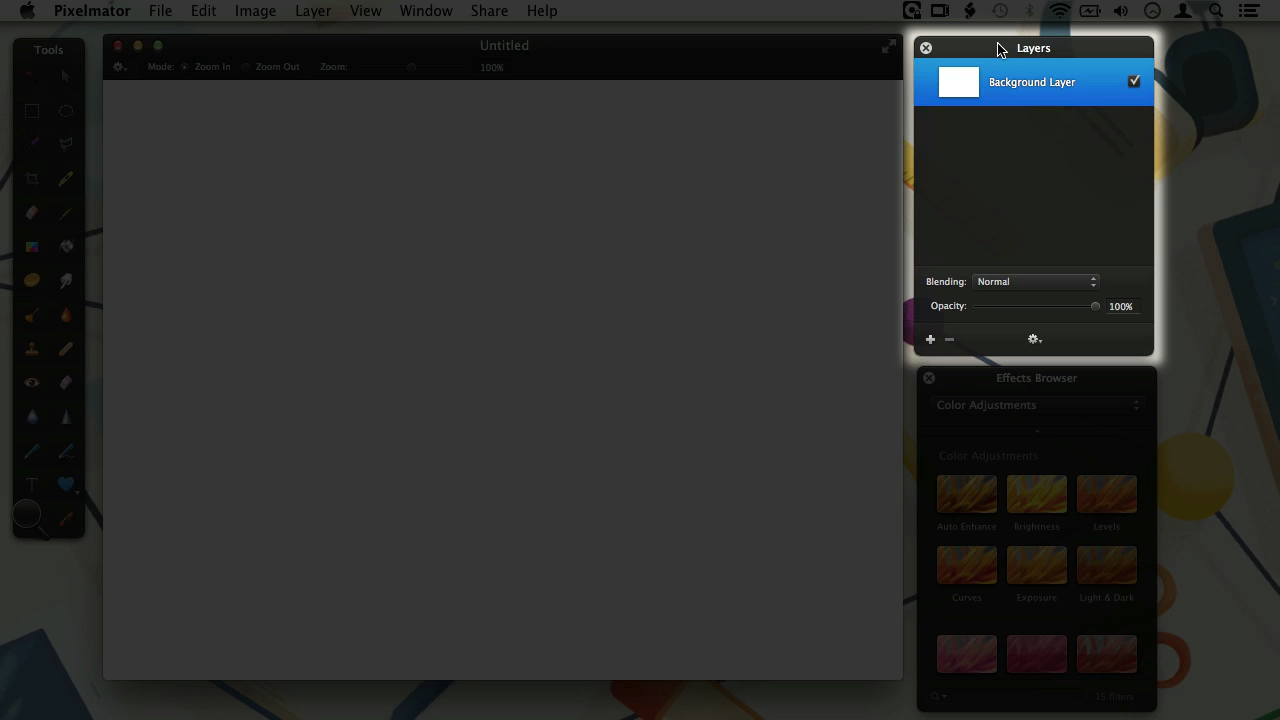 Pixelmator File Edit Image Layer View Window Share Help
Tools
Untitled
Mode: Zoom In Zoom Out Zoom: 100%
Layers
Background Layer
Blending: Normal
Opacity: 100%
Effects Browser
Color Adjustments
Color Adjustments
Auto Enhance Brightness Levels
Curves Exposure Light & Dark
15 filters